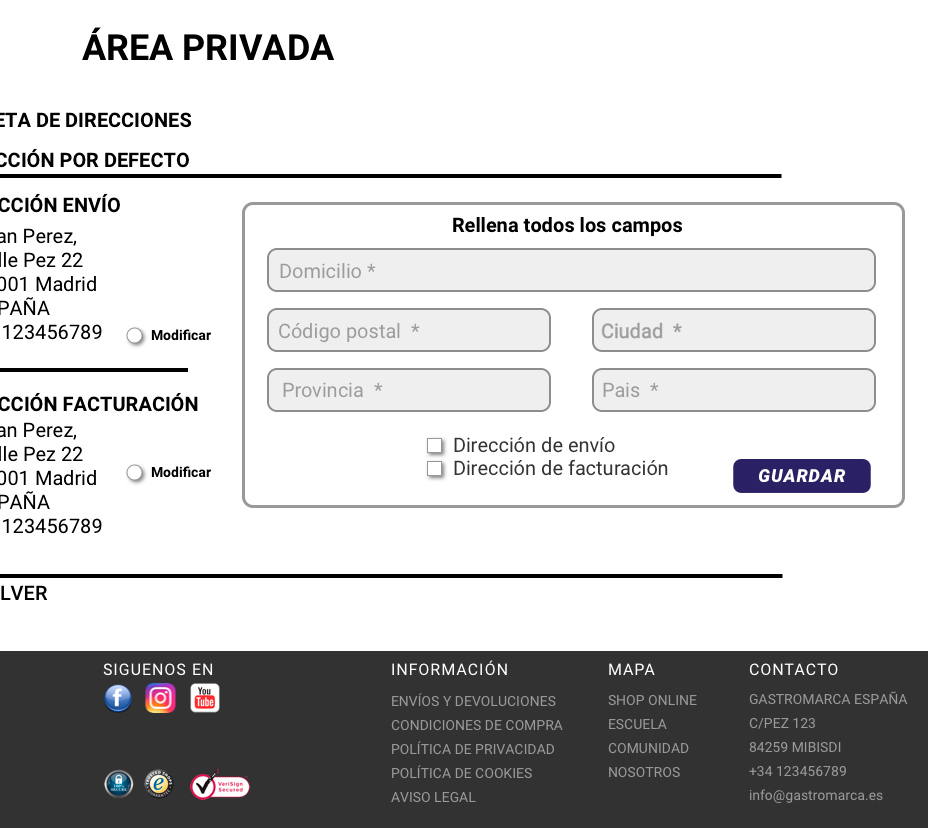 ÁREA PRIVADA
ETA DE DIRECCIONES
CCIÓN POR DEFECTO
CCIÓN ENVÍO
an Perez,
lle Pez 22
001 Madrid
PAÑA
123456789
Modificar
CCIÓN FACTURACIÓN
an Perez,
lle Pez 22
001 Madrid
PAÑA
123456789
Modificar
Rellena todos los campos
Domicilio *
Código postal *
Ciudad *
Provincia *
Pais *
Dirección de envío
Dirección de facturación
GUARDAR
LVER
SIGUENOS EN
You
Tube
VeriSign
Secured
INFORMACIÓN
ENVÍOS Y DEVOLUCIONES
CONDICIONES DE COMPRA
POLÍTICA DE PRIVACIDAD
POLÍTICA DE COOKIES
AVISO LEGAL
MAPA
SHOP ONLINE
ESCUELA
COMUNIDAD
NOSOTROS
CONTACTO
GASTROMARCA ESPAÑA
C/PEZ 123
84259 MIBISDI
+34 123456789
info@gastromarca.es